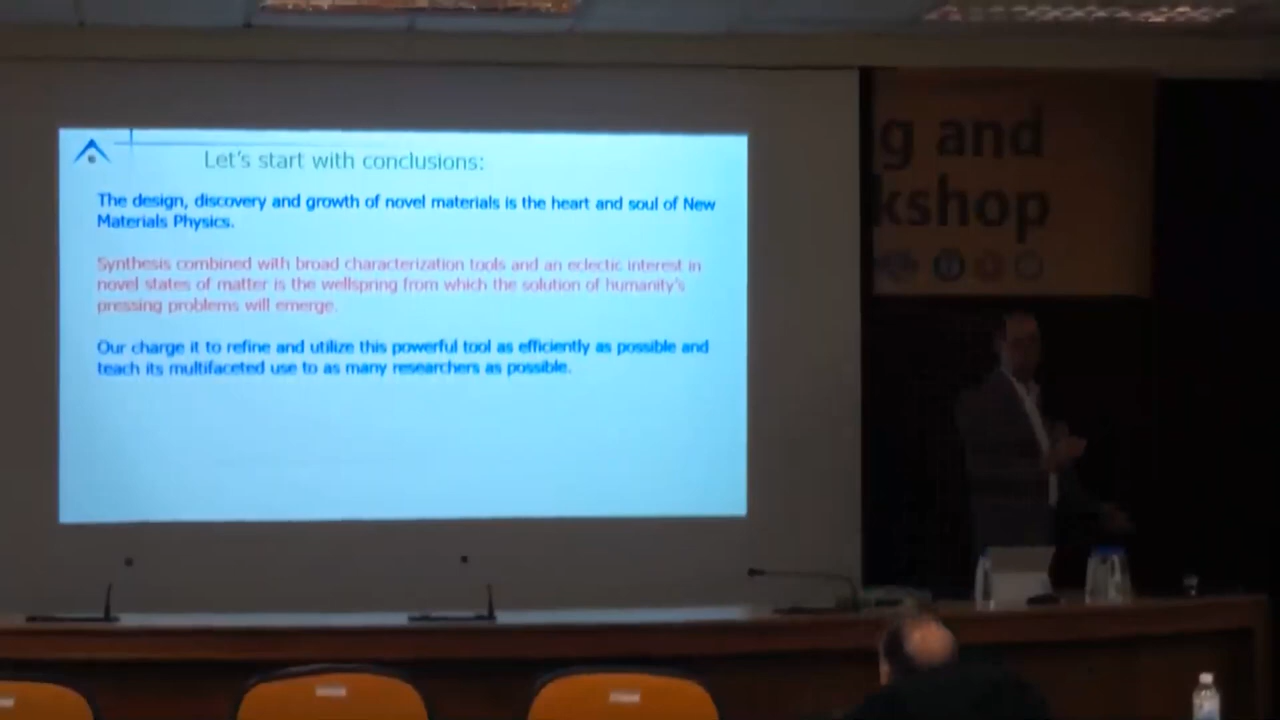 Let's start with conclusions:
The design, discovery and growth of novel materials is the heart and soul of New
Materials Physics.
Synthesis combined with broad characterization tools and an eclectic interest in
novel states of matter is the wellspring from which the solution of humanity's
pressing problems will emerge.
Our charge it to refine and utilize this powerful tool as efficiently as possible and
teach its multifaceted use to as many researchers as possible.
g and
kshop